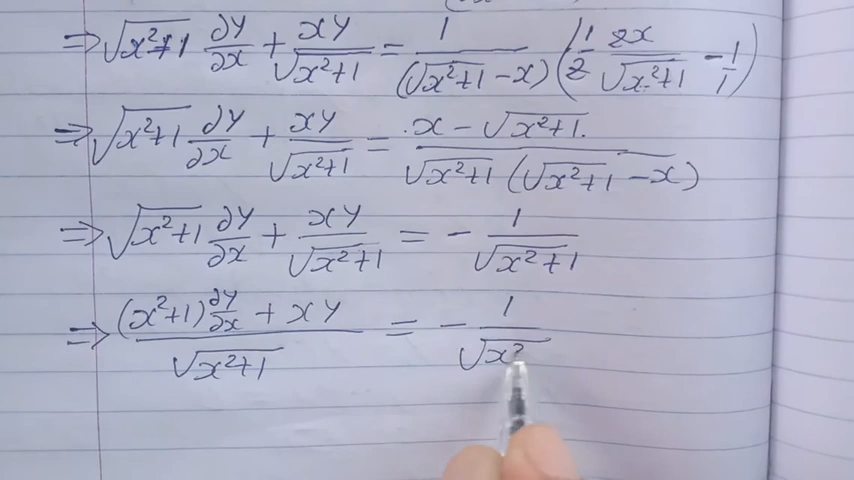 ⇒ √(x²+1) ∂y/∂x + xy/√(x²+1) = 1/(√(x²+1) - x) (1/2 2x/√(x²+1) - 1/1)
⇒ √(x²+1) ∂y/∂x + xy/√(x²+1) = x - √(x²+1) / √(x²+1) (√(x²+1) - x)
⇒ √(x²+1) ∂y/∂x + xy/√(x²+1) = - 1/√(x²+1)
⇒ (x²+1) ∂y/∂x + xy / √(x²+1) = - 1/√x²